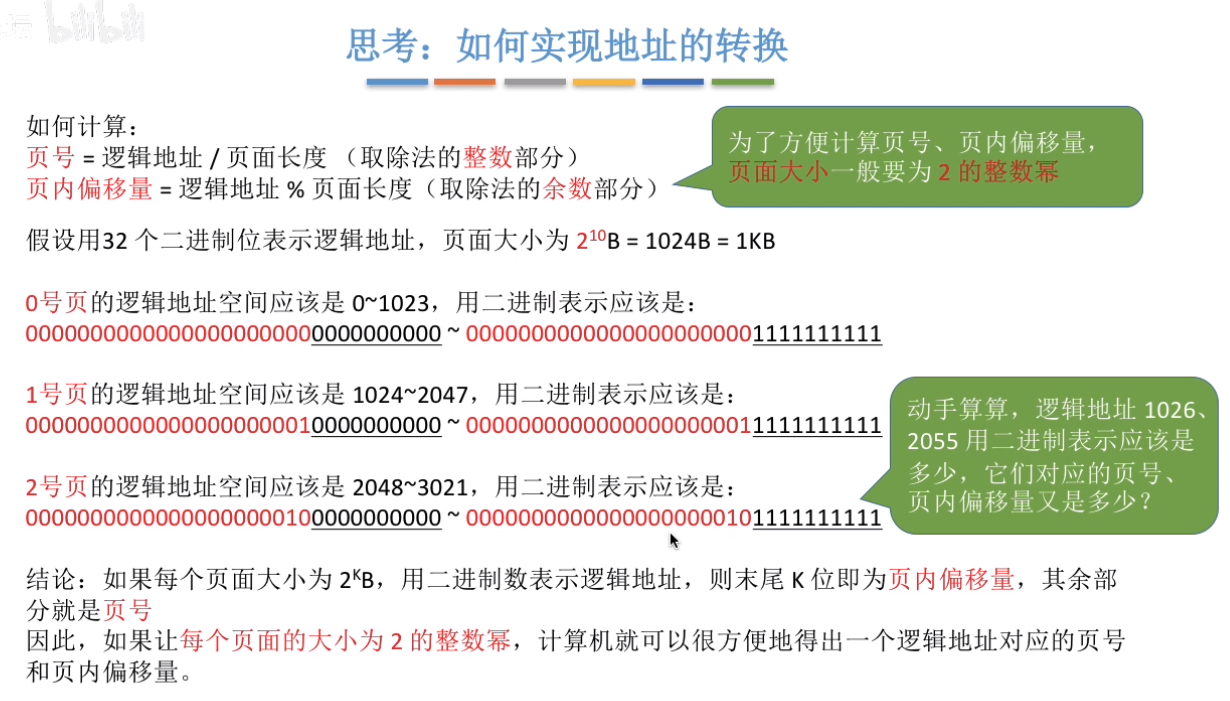 bilibili
思考：如何实现地址的转换
如何计算：
页号 = 逻辑地址 / 页面长度 （取除法的整数部分）
页内偏移量 = 逻辑地址 % 页面长度（取除法的余数部分）
为了方便计算页号、页内偏移量，
页面大小一般要为 2 的整数幂
假设用32 个二进制位表示逻辑地址，页面大小为 2¹⁰B = 1024B = 1KB
0号页的逻辑地址空间应该是 0~1023，用二进制表示应该是：
00000000000000000000000000000000 ~ 00000000000000000000001111111111
1号页的逻辑地址空间应该是 1024~2047，用二进制表示应该是：
00000000000000000000010000000000 ~ 00000000000000000000011111111111
2号页的逻辑地址空间应该是 2048~3021，用二进制表示应该是：
00000000000000000000100000000000 ~ 00000000000000000000101111111111
动手算算，逻辑地址 1026、
2055 用二进制表示应该是
多少，它们对应的页号、
页内偏移量又是多少？
结论：如果每个页面大小为 2ᴷB，用二进制数表示逻辑地址，则末尾 K 位即为页内偏移量，其余部
分就是页号
因此，如果让每个页面的大小为 2 的整数幂，计算机就可以很方便地得出一个逻辑地址对应的页号
和页内偏移量。